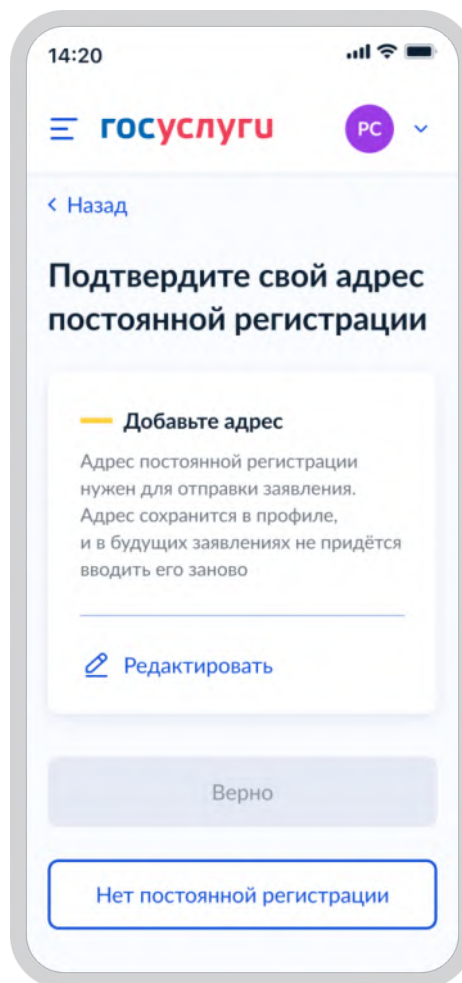 14:20
госуслуги
РС
Назад
Подтвердите свой адрес
постоянной регистрации
Добавьте адрес
Адрес постоянной регистрации
нужен для отправки заявления.
Адрес сохранится в профиле,
и в будущих заявлениях не придётся
вводить его заново
Редактировать
Верно
Нет постоянной регистрации